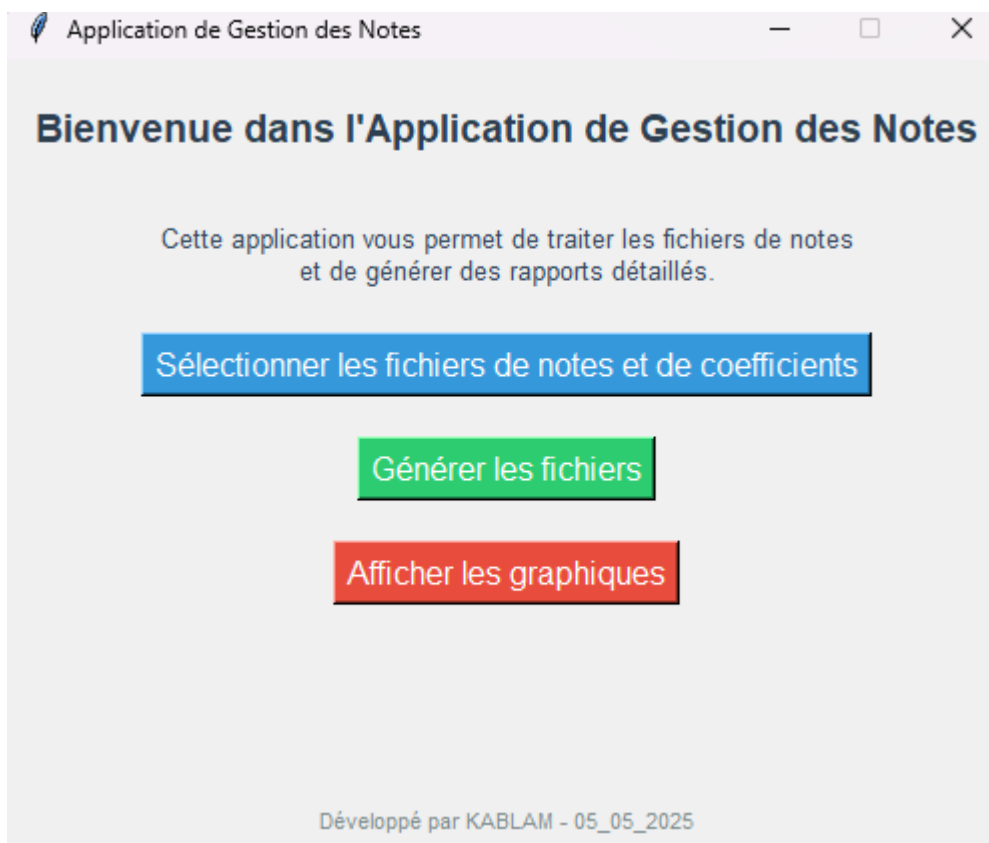 Application de Gestion des Notes
Bienvenue dans l'Application de Gestion des Notes
Cette application vous permet de traiter les fichiers de notes
et de générer des rapports détaillés.
Sélectionner les fichiers de notes et de coefficients
Générer les fichiers
Afficher les graphiques
Développé par KABLAM - 05_05_2025